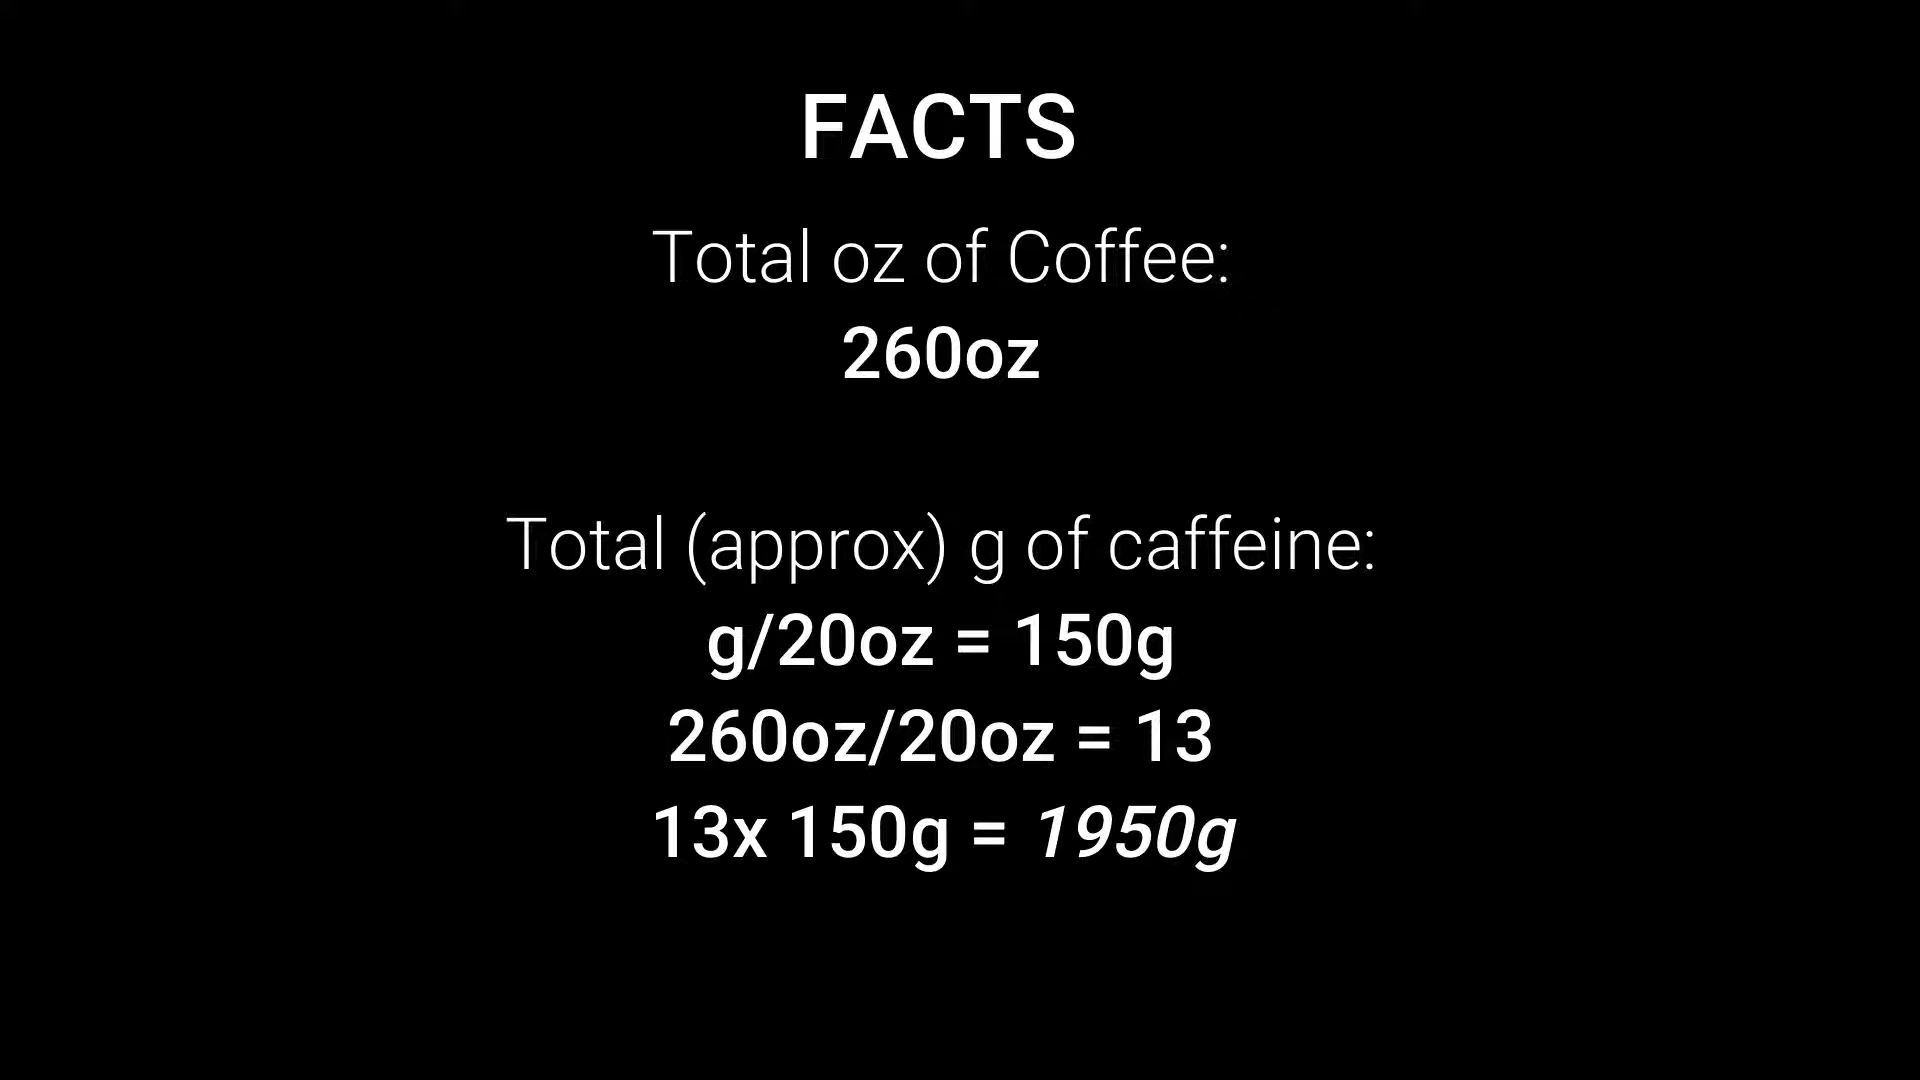 FACTS
Total oz of Coffee:
260oz
Total (approx) g of caffeine:
g/20oz = 150g
260oz/20oz = 13
13x 150g = 1950g